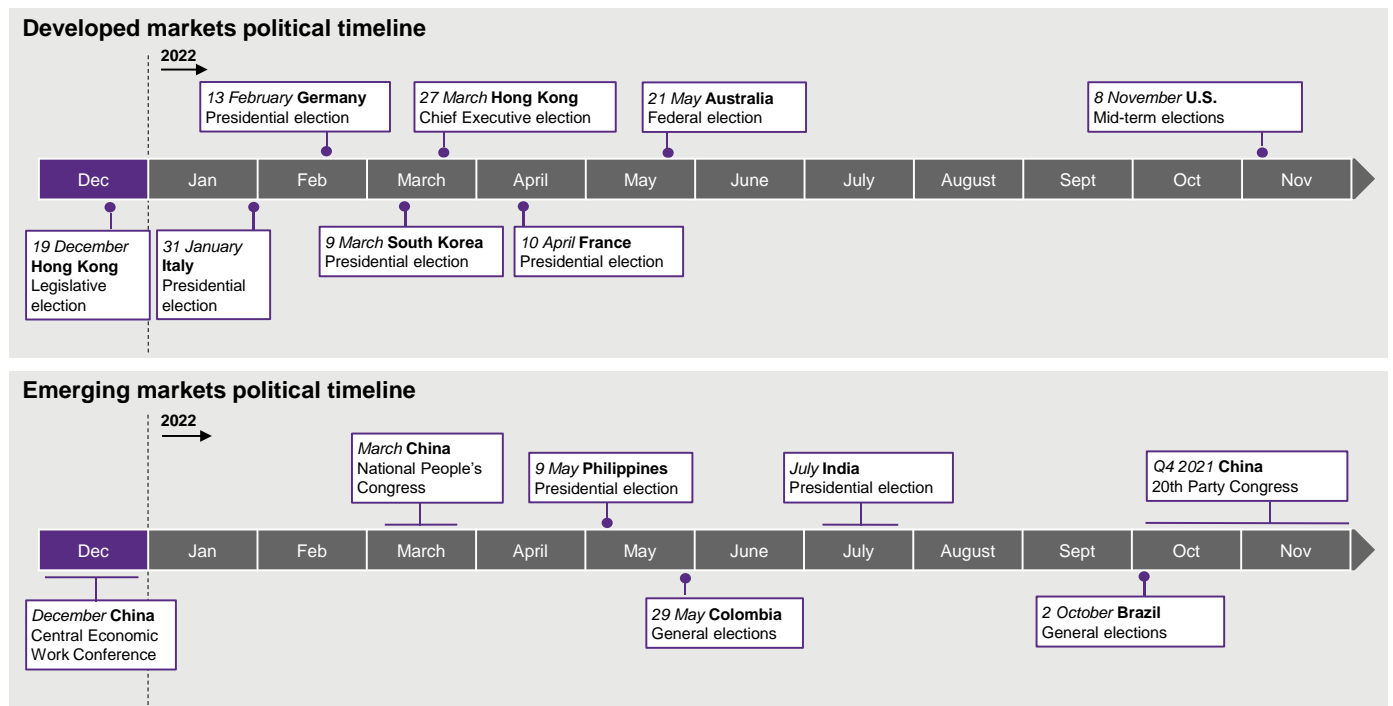 Developed markets political timeline
2022
13 February Germany
Presidential election
27 March Hong Kong
Chief Executive election
21 May Australia
Federal election
8 November U.S.
Mid-term elections
Dec
Jan
Feb
March
April
May
June
July
August
Sept
Oct
Nov
19 December
Hong Kong
Legislative
election
31 January
Italy
Presidential
election
9 March South Korea
Presidential election
10 April France
Presidential election
Emerging markets political timeline
2022
March China
National People's
Congress
9 May Philippines
Presidential election
July India
Presidential election
Q4 2021 China
20th Party Congress
Dec
Jan
Feb
March
April
May
June
July
August
Sept
Oct
Nov
December China
Central Economic
Work Conference
29 May Colombia
General elections
2 October Brazil
General elections